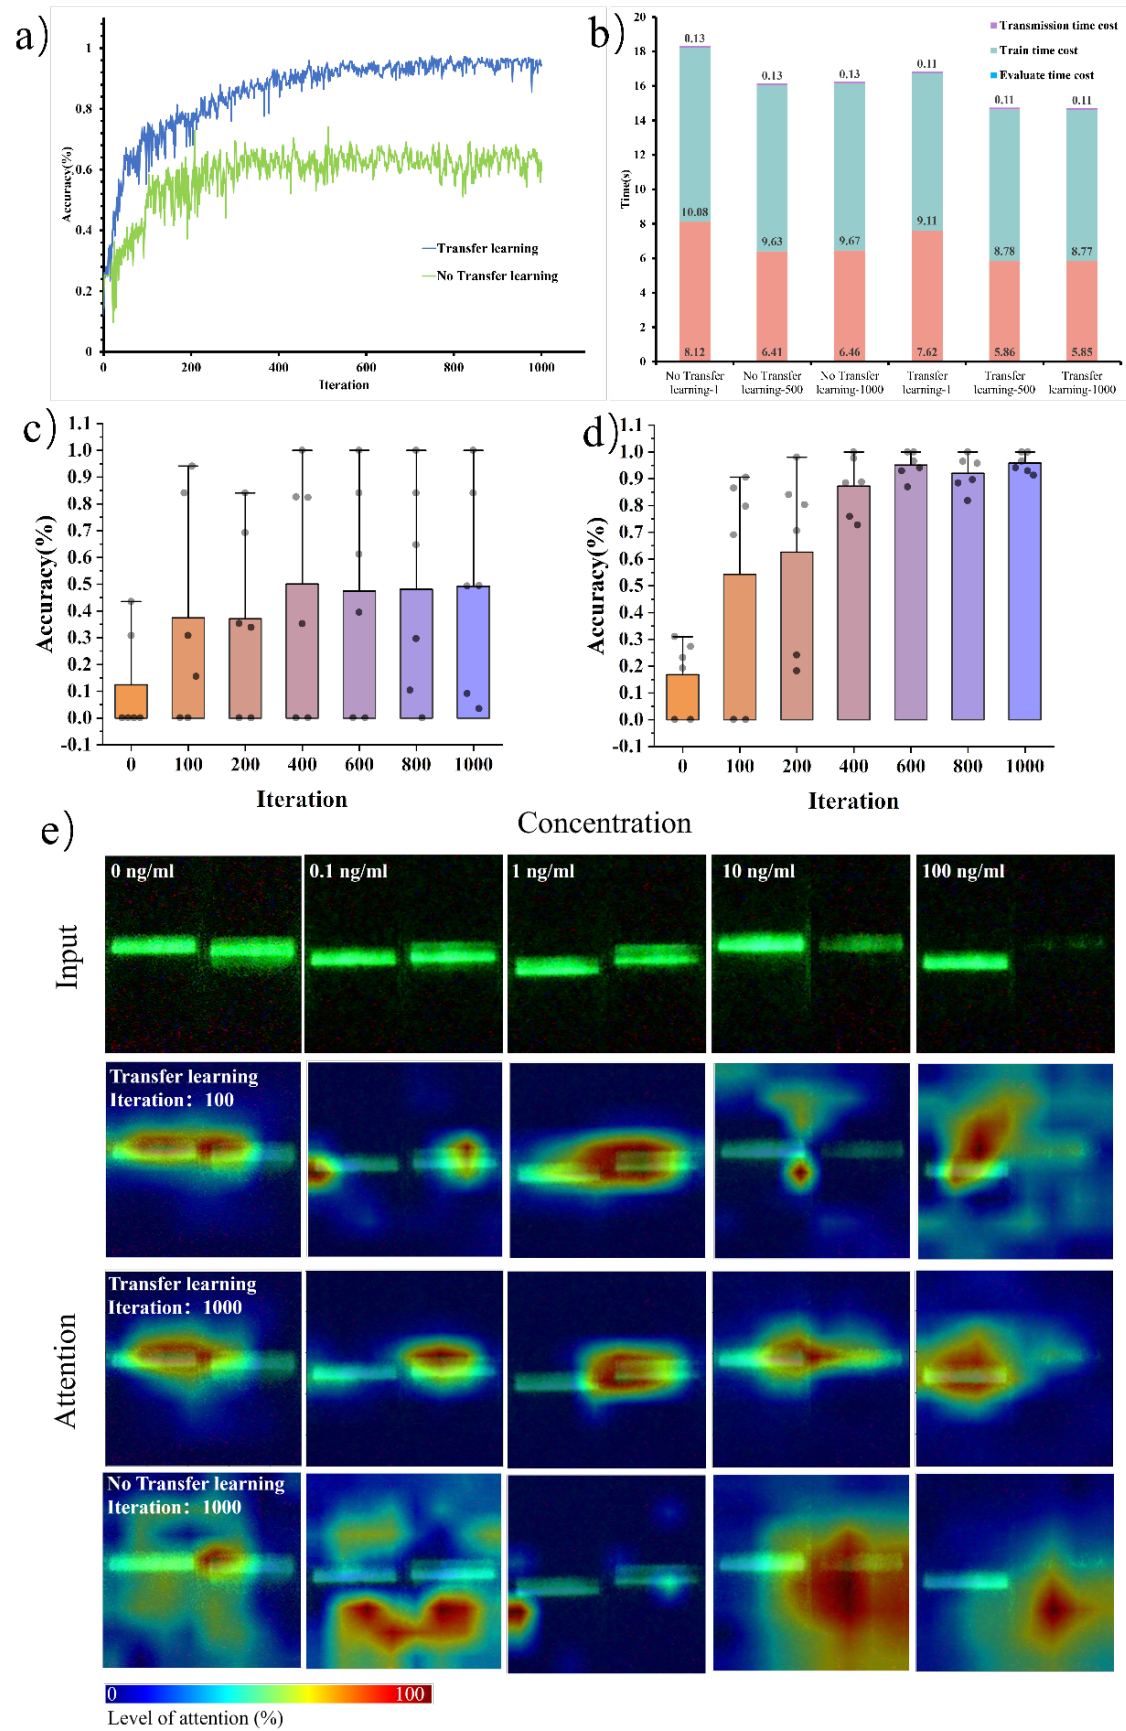 a)
1
0.8
0.6
0.4
0.2
0
Accuracy(%)
0
200
400
600
800
1000
Iteration
Transfer learning
No Transfer learning
b)
20
18
16
14
12
10
8
6
4
2
0
Time(s)
Transmission time cost
Train time cost
Evaluate time cost
0.13
0.13
0.13
0.11
0.11
0.11
10.08
9.63
9.67
9.11
8.78
8.77
8.12
6.41
6.46
7.62
5.86
5.85
No Transfer
learning-1
No Transfer
learning-500
No Transfer
learning-1000
Transfer
learning-1
Transfer
learning-500
Transfer
learning-1000
c)
1.1
1.0
0.9
0.8
0.7
0.6
0.5
0.4
0.3
0.2
0.1
0.0
-0.1
Accuracy(%)
0
100
200
400
600
800
1000
Iteration
d)
1.1
1.0
0.9
0.8
0.7
0.6
0.5
0.4
0.3
0.2
0.1
0.0
-0.1
Accuracy(%)
0
100
200
400
600
800
1000
Iteration
e)
Concentration
Input
0 ng/ml
0.1 ng/ml
1 ng/ml
10 ng/ml
100 ng/ml
Attention
Transfer learning
Iteration: 100
Transfer learning
Iteration: 1000
No Transfer learning
Iteration: 1000
0
100
Level of attention (%)